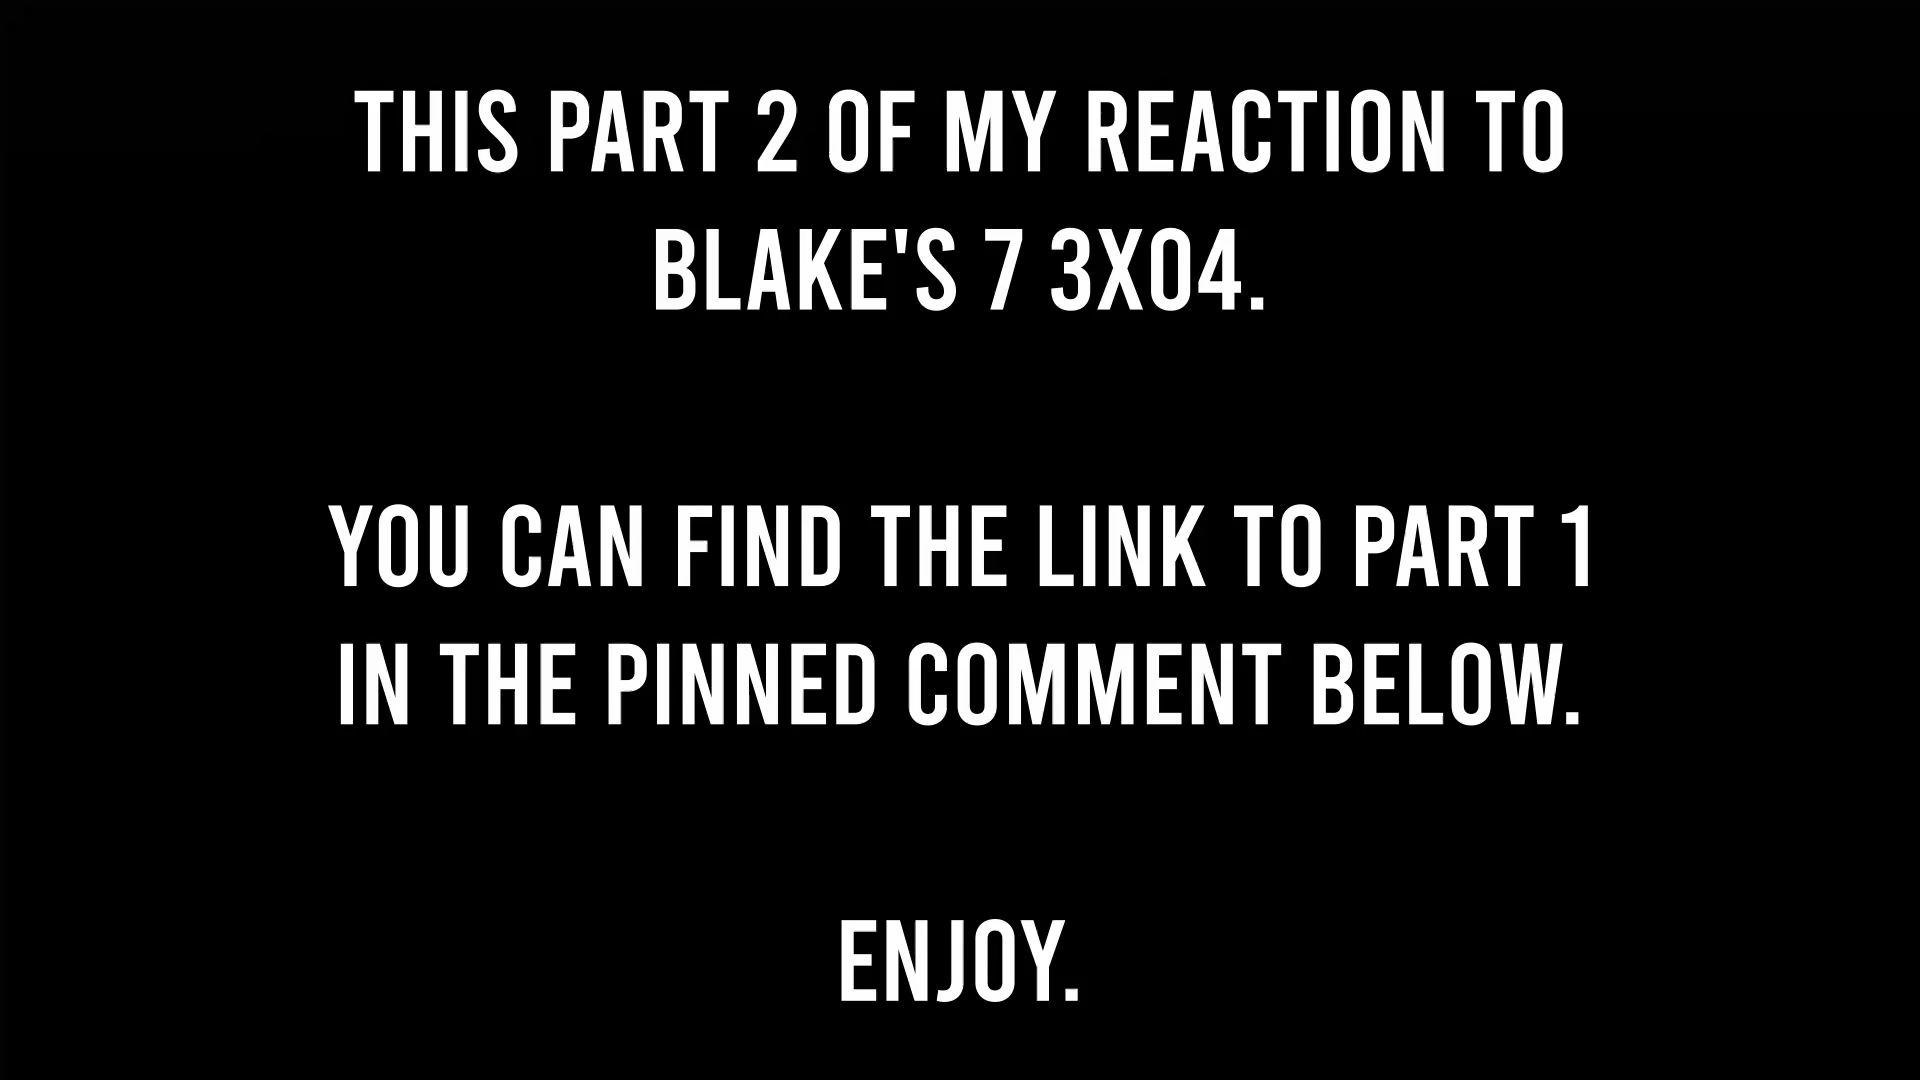 THIS PART 2 OF MY REACTION TO
BLAKE'S 7 3X04.
YOU CAN FIND THE LINK TO PART 1
IN THE PINNED COMMENT BELOW.
ENJOY.